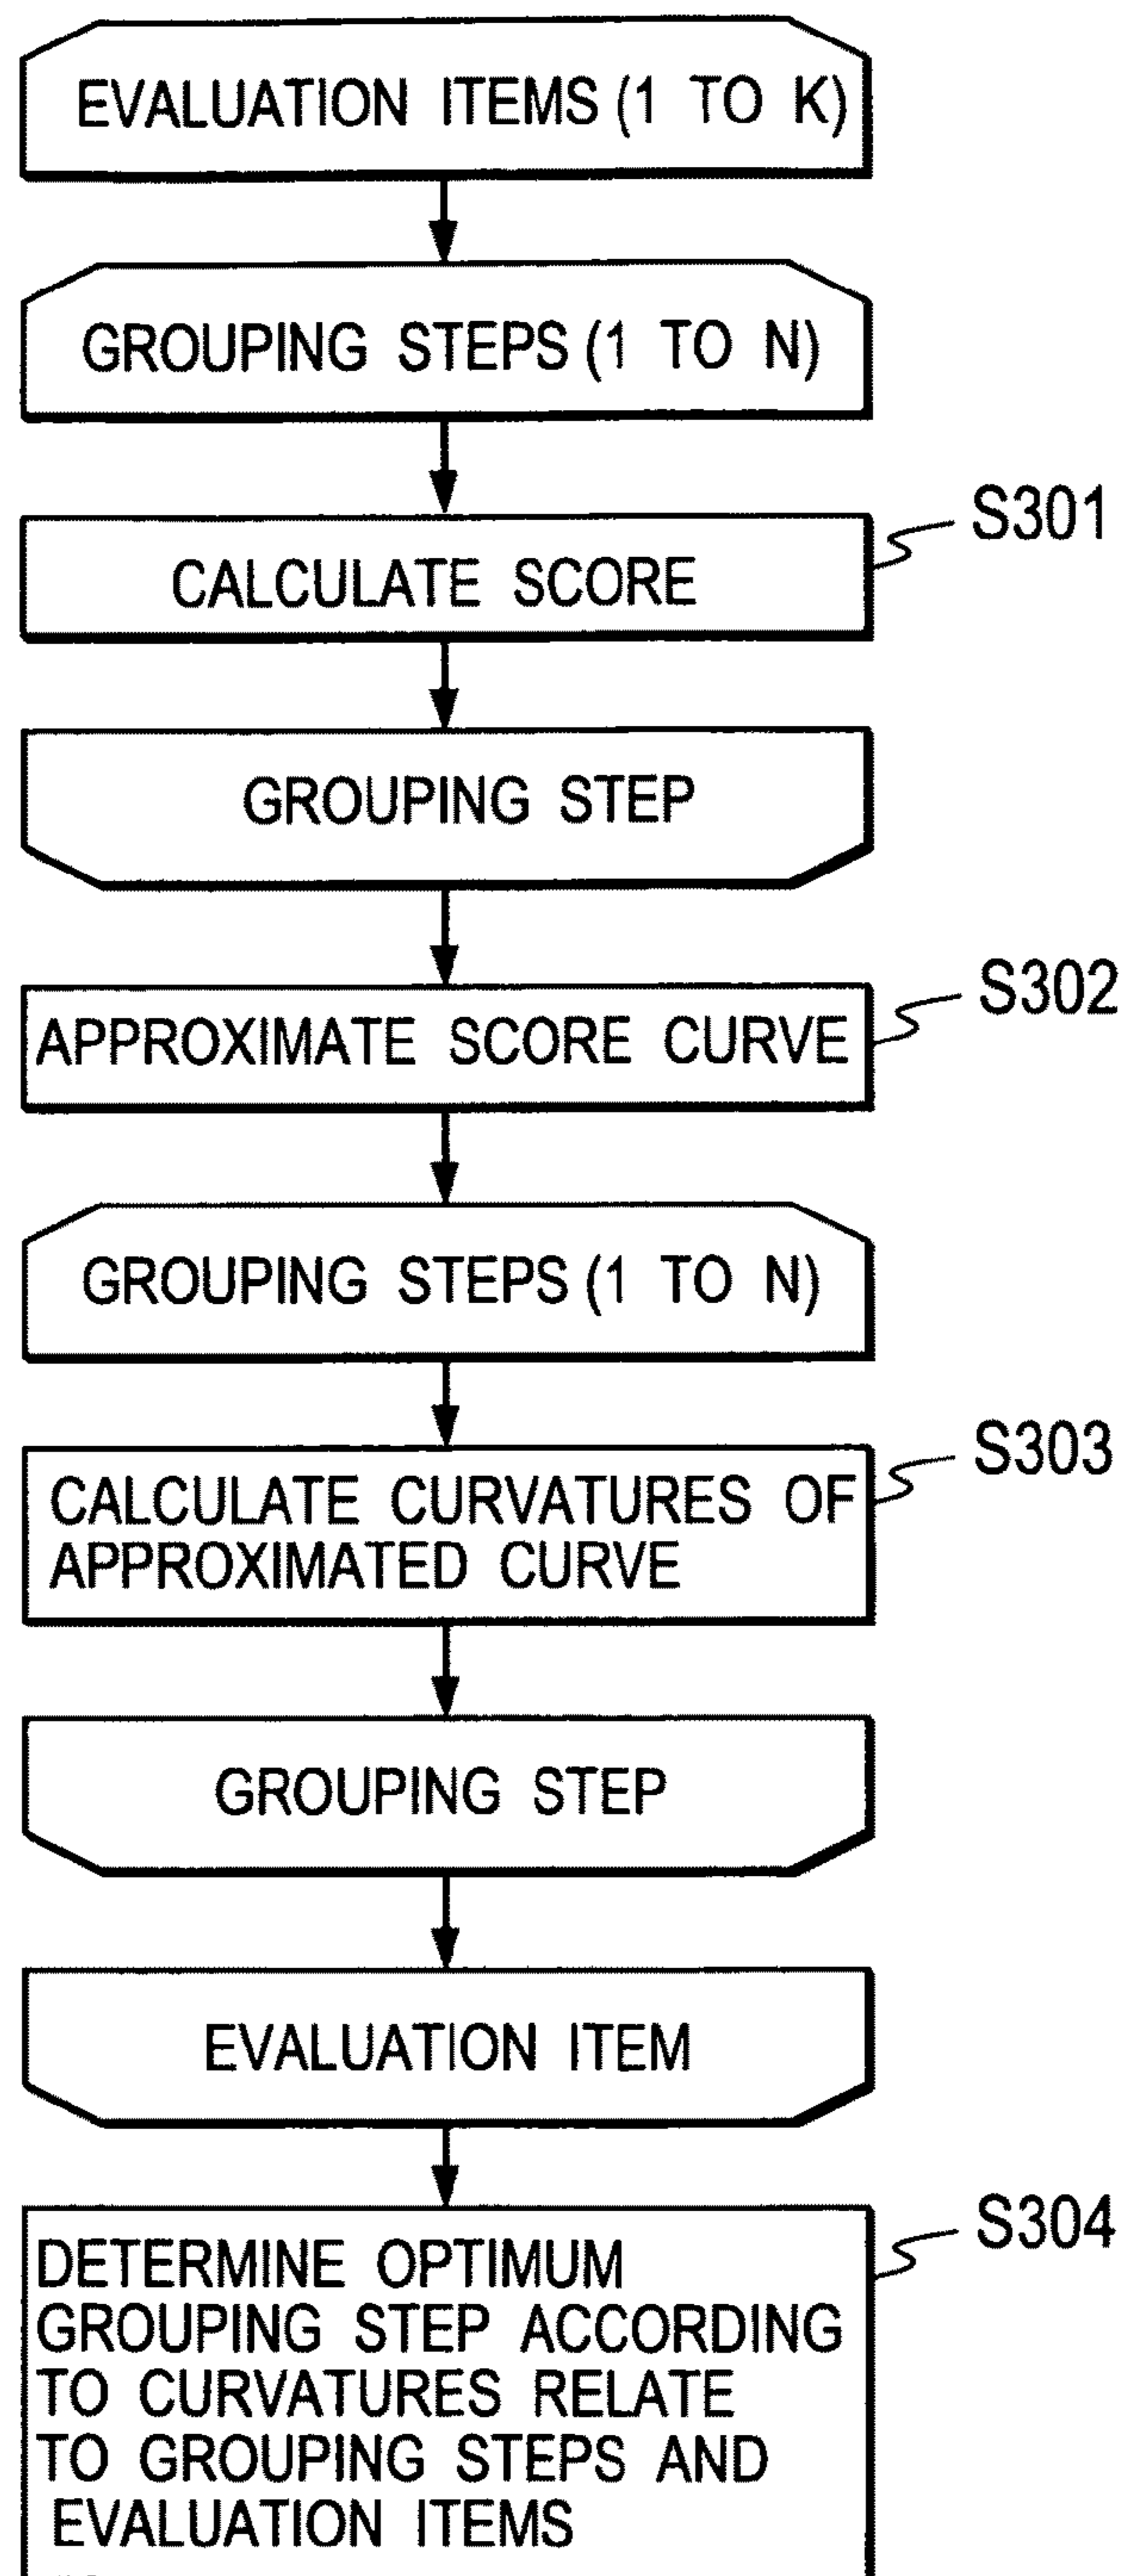 EVALUATION ITEMS (1 TO K)
GROUPING STEPS (1 TO N)
S301
CALCULATE SCORE
GROUPING STEP
S302
APPROXIMATE SCORE CURVE
GROUPING STEPS (1 TO N)
S303
CALCULATE CURVATURES OF
APPROXIMATED CURVE
GROUPING STEP
EVALUATION ITEM
S304
DETERMINE OPTIMUM
GROUPING STEP ACCORDING
TO CURVATURES RELATE
TO GROUPING STEPS AND
EVALUATION ITEMS